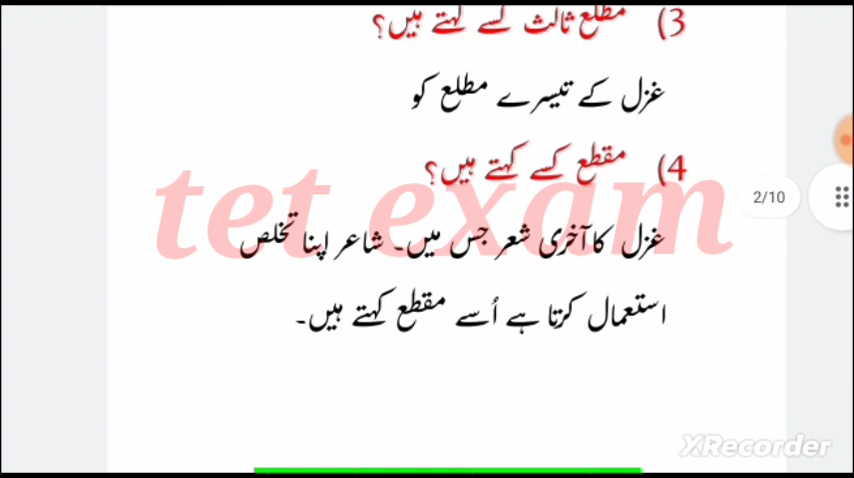 3) مطلع ثالث کسے کہتے ہیں؟
غزل کے تیسرے مطلع کو
4) مقطع کسے کہتے ہیں؟
tet exam
2/10
غزل کا آخری شعر جس میں۔ شاعر اپنا تخلص
استعمال کرتا ہے اُسے مقطع کہتے ہیں۔
XRecorder